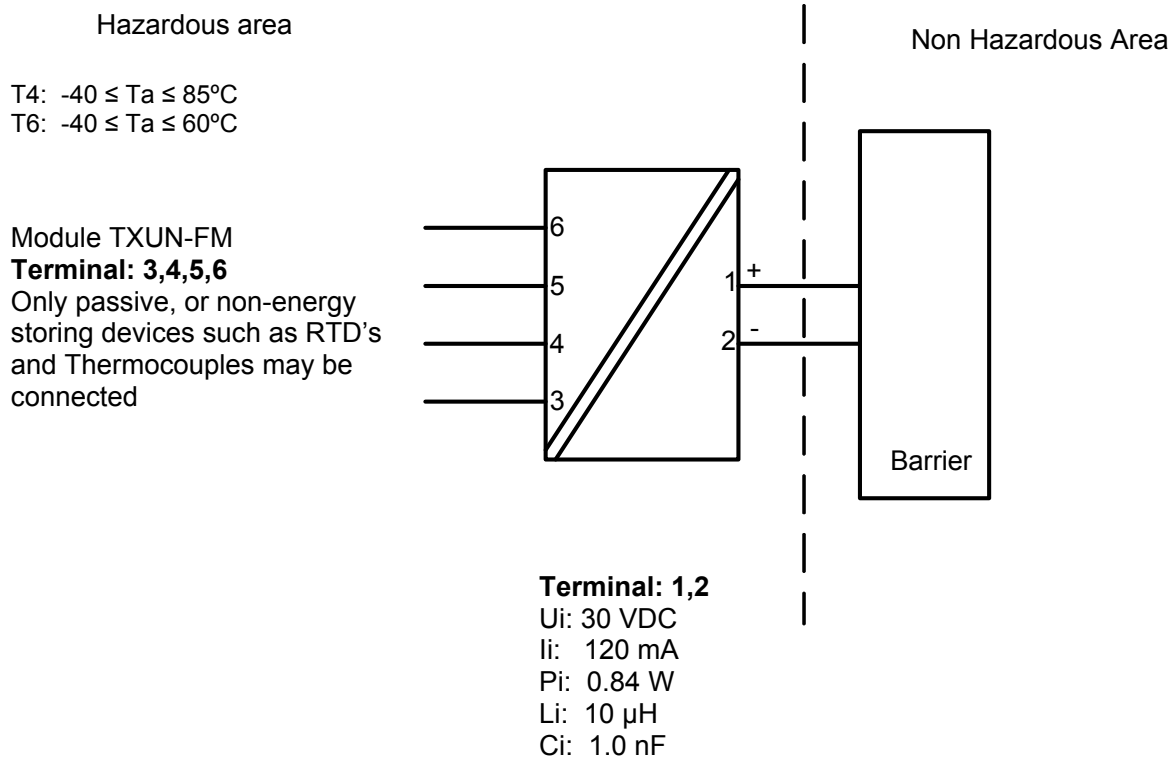 Hazardous area
Non Hazardous Area
T4: -40 ≤ Ta ≤ 85ºC
T6: -40 ≤ Ta ≤ 60ºC
Module TXUN-FM
Terminal: 3,4,5,6
Only passive, or non-energy
storing devices such as RTD’s
and Thermocouples may be
connected
6
5
4
3
1 +
2 -
Barrier
Terminal: 1,2
Ui: 30 VDC
Ii: 120 mA
Pi: 0.84 W
Li: 10 µH
Ci: 1.0 nF